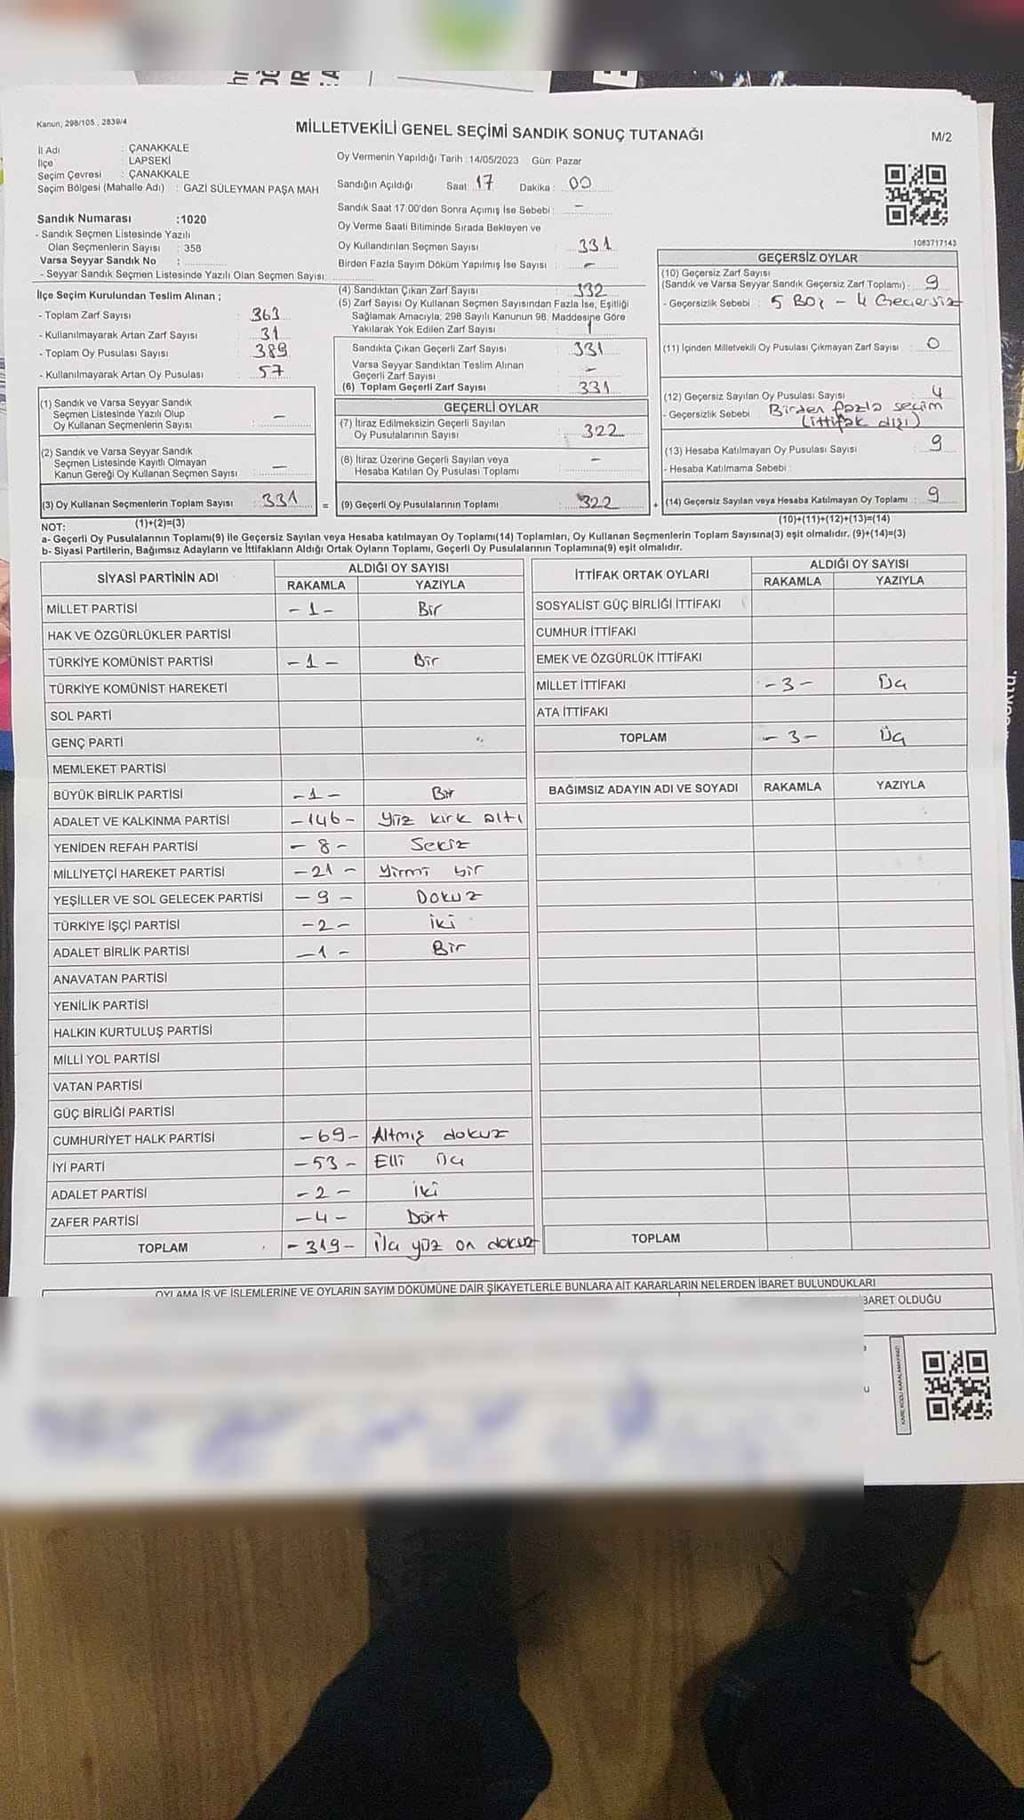 Kanun; 298/105 , 2839/4
MİLLETVEKİLİ GENEL SEÇİMİ SANDIK SONUÇ TUTANAĞI
M/2
İl Adı : ÇANAKKALE
İlçe : LAPSEKİ
Seçim Çevresi : ÇANAKKALE
Seçim Bölgesi (Mahalle Adı) : GAZİ SÜLEYMAN PAŞA MAH
Sandık Numarası :1020
- Sandık Seçmen Listesinde Yazılı
Olan Seçmenlerin Sayısı : 358
Varsa Seyyar Sandık No :
- Seyyar Sandık Seçmen Listesinde Yazılı Olan Seçmen Sayısı:
Oy Vermenin Yapıldığı Tarih : 14/05/2023 Gün: Pazar
Sandığın Açıldığı Saat 17 Dakika : 00
Sandık Saat 17:00'den Sonra Açımış İse Sebebi : -
Oy Verme Saati Bitiminde Sırada Bekleyen ve
Oy Kullandırılan Seçmen Sayısı 331
Birden Fazla Sayım Döküm Yapılmış İse Sayısı -
1083717143
İlçe Seçim Kurulundan Teslim Alınan ;
- Toplam Zarf Sayısı 363
- Kullanılmayarak Artan Zarf Sayısı 31
- Toplam Oy Pusulası Sayısı 389
- Kullanılmayarak Artan Oy Pusulası 57
(4) Sandıktan Çıkan Zarf Sayısı 332
(5) Zarf Sayısı Oy Kullanan Seçmen Sayısından Fazla İse, Eşitliği
Sağlamak Amacıyla; 298 Sayılı Kanunun 98. Maddesine Göre
Yakılarak Yok Edilen Zarf Sayısı 1
Sandıkta Çıkan Geçerli Zarf Sayısı 331
Varsa Seyyar Sandıktan Teslim Alınan
Geçerli Zarf Sayısı -
(6) Toplam Geçerli Zarf Sayısı 331
GEÇERSİZ OYLAR
(10) Geçersiz Zarf Sayısı
(Sandık ve Varsa Seyyar Sandık Geçersiz Zarf Toplamı) : 9
- Geçersizlik Sebebi : 5 Boş - 4 Geçersiz
(11) İçinden Milletvekili Oy Pusulası Çıkmayan Zarf Sayısı : 0
(12) Geçersiz Sayılan Oy Pusulası Sayısı : 4
- Geçersizlik Sebebi : Birden fazla seçim
(ittifak dışı)
(13) Hesaba Katılmayan Oy Pusulası Sayısı : 9
- Hesaba Katılmama Sebebi :
(14) Geçersiz Sayılan veya Hesaba Katılmayan Oy Toplamı : 9
(10)+(11)+(12)+(13)=(14)
(1) Sandık ve Varsa Seyyar Sandık
Seçmen Listesinde Yazılı Olup
Oy Kullanan Seçmenlerin Sayısı : -
(2) Sandık ve Varsa Seyyar Sandık
Seçmen Listesinde Kayıtlı Olmayan
Kanun Gereği Oy Kullanan Seçmen Sayısı -
(3) Oy Kullanan Seçmenlerin Toplam Sayısı : 331
(1)+(2)=(3)
GEÇERLİ OYLAR
(7) İtiraz Edilmeksizin Geçerli Sayılan
Oy Pusulalarının Sayısı : 322
(8) İtiraz Üzerine Geçerli Sayılan veya
Hesaba Katılan Oy Pusulası Toplamı -
= (9) Geçerli Oy Pusulalarının Toplamı : 322 +
NOT:
a- Geçerli Oy Pusulalarının Toplamı(9) ile Geçersiz Sayılan veya Hesaba katılmayan Oy Toplamı(14) Toplamları, Oy Kullanan Seçmenlerin Toplam Sayısına(3) eşit olmalıdır. (9)+(14)=(3)
b- Siyasi Partilerin, Bağımsız Adayların ve İttifakların Aldığı Ortak Oyların Toplamı, Geçerli Oy Pusulalarının Toplamına(9) eşit olmalıdır.
SİYASİ PARTİNİN ADI ALDIĞI OY SAYISI
RAKAMLA YAZIYLA
MİLLET PARTİSİ -1- Bir
HAK VE ÖZGÜRLÜKLER PARTİSİ
TÜRKİYE KOMÜNİST PARTİSİ -1- Bir
TÜRKİYE KOMÜNİST HAREKETİ
SOL PARTİ
GENÇ PARTİ
MEMLEKET PARTİSİ
BÜYÜK BİRLİK PARTİSİ -1- Bir
ADALET VE KALKINMA PARTİSİ -146- Yüz kırk altı
YENİDEN REFAH PARTİSİ -8- Sekiz
MİLLİYETÇİ HAREKET PARTİSİ -21- Yirmi bir
YEŞİLLER VE SOL GELECEK PARTİSİ -9- Dokuz
TÜRKİYE İŞÇİ PARTİSİ -2- iki
ADALET BİRLİK PARTİSİ -1- Bir
ANAVATAN PARTİSİ
YENİLİK PARTİSİ
HALKIN KURTULUŞ PARTİSİ
MİLLİ YOL PARTİSİ
VATAN PARTİSİ
GÜÇ BİRLİĞİ PARTİSİ
CUMHURİYET HALK PARTİSİ -69- Altmış dokuz
İYİ PARTİ -53- Elli üç
ADALET PARTİSİ -2- iki
ZAFER PARTİSİ -4- Dört
TOPLAM -319- Üç yüz on dokuz
İTTİFAK ORTAK OYLARI ALDIĞI OY SAYISI
RAKAMLA YAZIYLA
SOSYALİST GÜÇ BİRLİĞİ İTTİFAKI
CUMHUR İTTİFAKI
EMEK VE ÖZGÜRLÜK İTTİFAKI
MİLLET İTTİFAKI -3- Üç
ATA İTTİFAKI
TOPLAM -3- Üç
BAĞIMSIZ ADAYIN ADI VE SOYADI RAKAMLA YAZIYLA
TOPLAM
OYLAMA İŞ VE İŞLEMLERİNE VE OYLARIN SAYIM DÖKÜMÜNE DAİR ŞİKAYETLERLE BUNLARA AİT KARARLARIN NELERDEN İBARET BULUNDUKLARI
BARET OLDUĞU